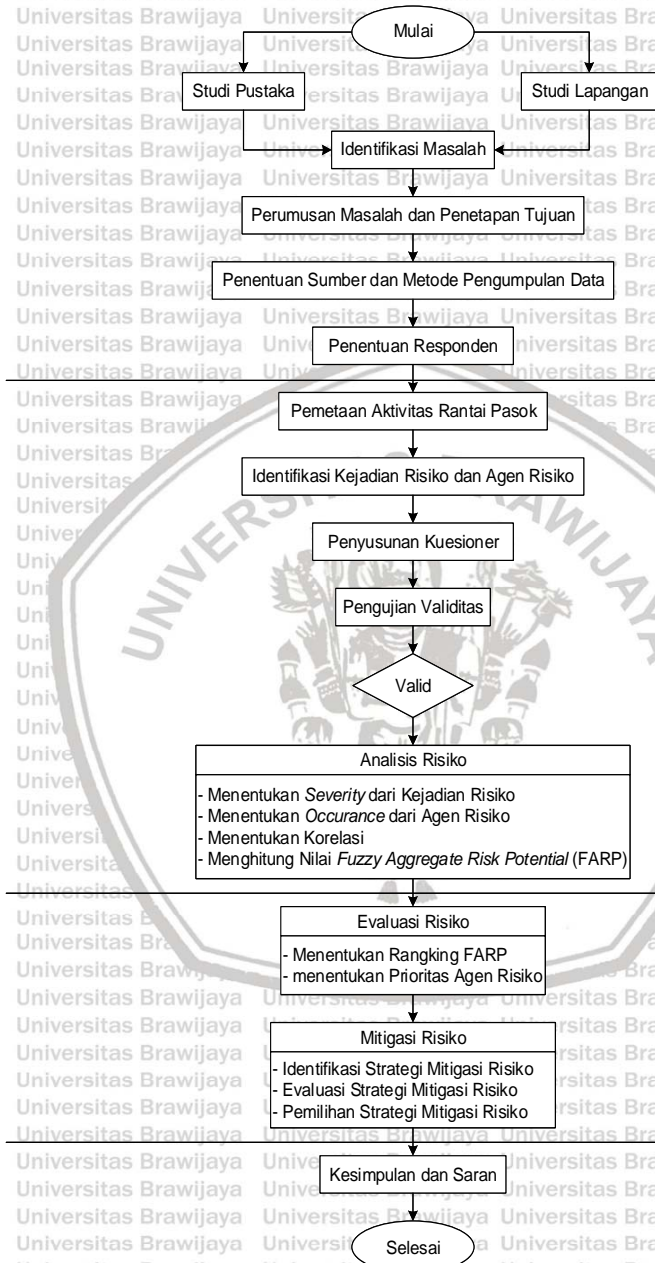 Mulai
Studi Pustaka
Studi Lapangan
Identifikasi Masalah
Perumusan Masalah dan Penetapan Tujuan
Penentuan Sumber dan Metode Pengumpulan Data
Penentuan Responden
Pemetaan Aktivitas Rantai Pasok
Identifikasi Kejadian Risiko dan Agen Risiko
Penyusunan Kuesioner
Pengujian Validitas
Valid
Analisis Risiko
- Menentukan Severity dari Kejadian Risiko
- Menentukan Occurance dari Agen Risiko
- Menentukan Korelasi
- Menghitung Nilai Fuzzy Aggregate Risk Potential (FARP)
Evaluasi Risiko
- Menentukan Rangking FARP
- menentukan Prioritas Agen Risiko
Mitigasi Risiko
- Identifikasi Strategi Mitigasi Risiko
- Evaluasi Strategi Mitigasi Risiko
- Pemilihan Strategi Mitigasi Risiko
Kesimpulan dan Saran
Selesai